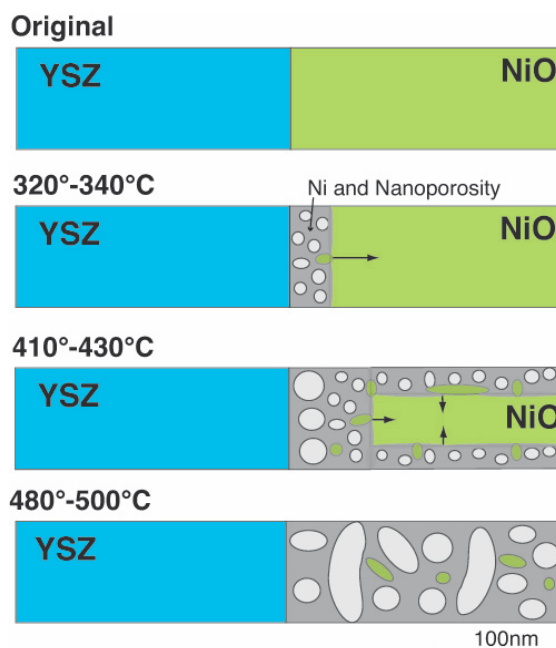 Original
YSZ NiO
320°-340°C
Ni and Nanoporosity
YSZ NiO
410°-430°C
YSZ NiO
480°-500°C
YSZ
100nm